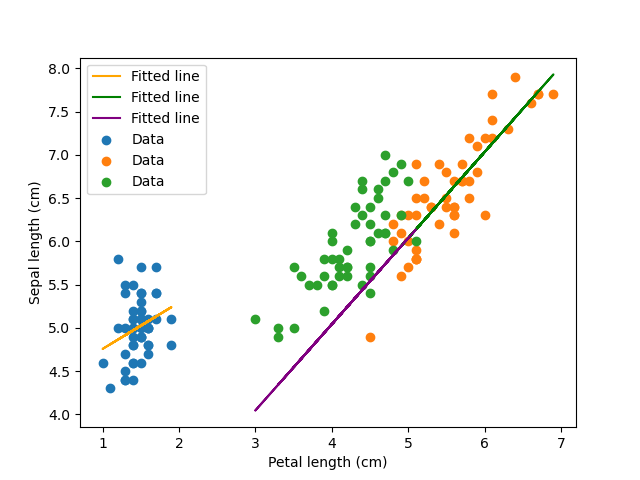 8.0
7.5
7.0
6.5
6.0
5.5
5.0
4.5
4.0
Sepal length (cm)
Fitted line
Fitted line
Fitted line
Data
Data
Data
1 2 3 4 5 6 7
Petal length (cm)